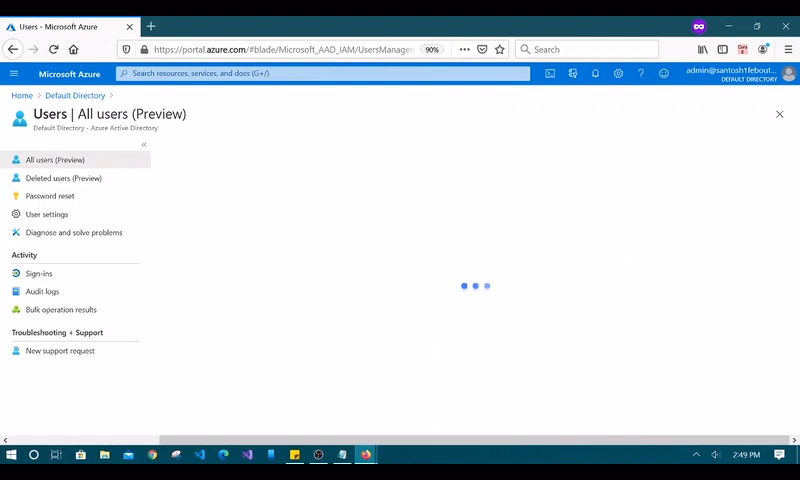 Users - Microsoft Azure
https://portal.azure.com/#blade/Microsoft_AAD_IAM/UsersManagem
90%
Search
Microsoft Azure
Search resources, services, and docs (G+/)
admin@santosh1febout...
DEFAULT DIRECTORY
Home > Default Directory >
Users | All users (Preview)
Default Directory - Azure Active Directory
All users (Preview)
Deleted users (Preview)
Password reset
User settings
Diagnose and solve problems
Activity
Sign-ins
Audit logs
Bulk operation results
Troubleshooting + Support
New support request
2:49 PM